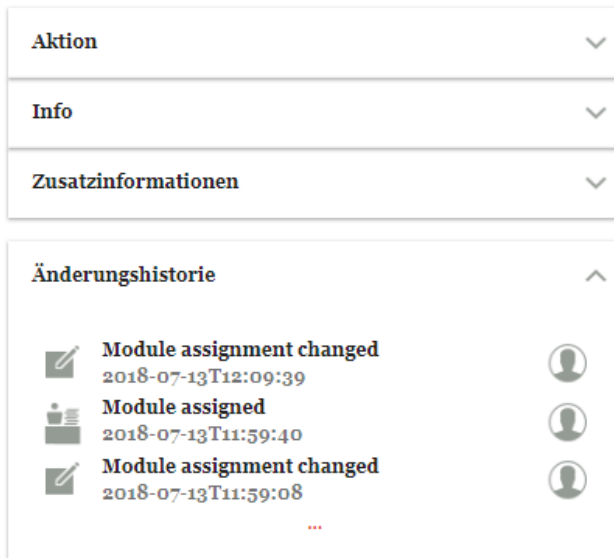 Aktion
Info
Zusatzinformationen
Änderungshistorie
Module assignment changed
2018-07-13T12:09:39
Module assigned
2018-07-13T11:59:40
Module assignment changed
2018-07-13T11:59:08
...